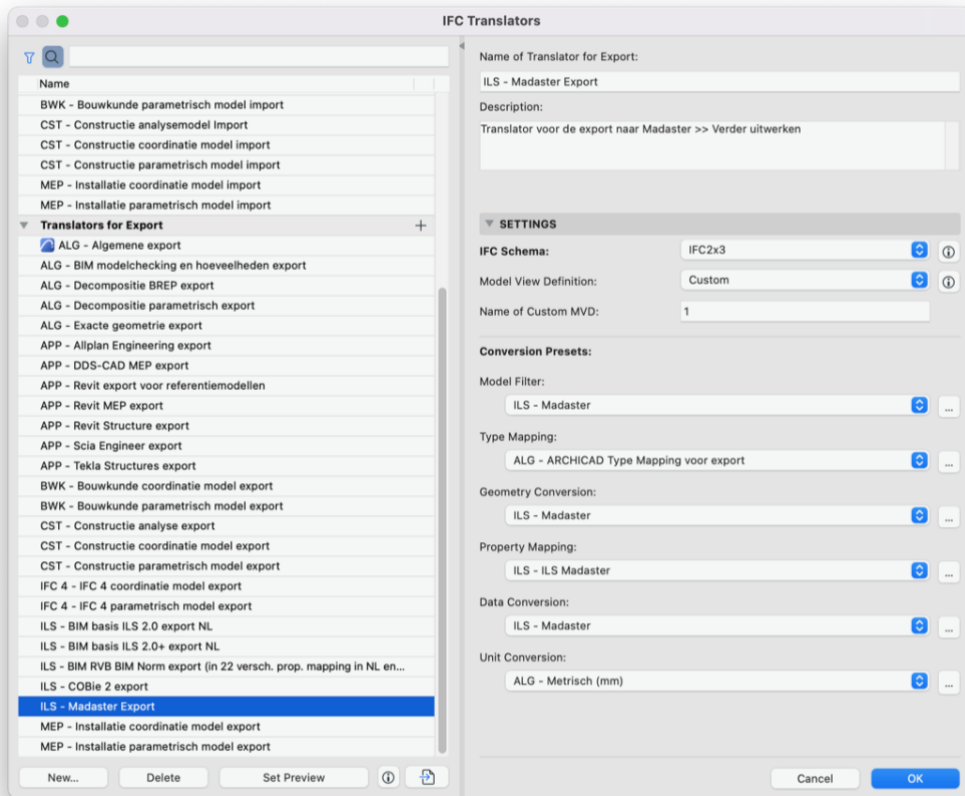 IFC Translators
Name
BWK - Bouwkunde parametrisch model import
CST - Constructie analysemodel Import
CST - Constructie coordinatie model import
CST - Constructie parametrisch model import
MEP - Installatie coordinatie model import
MEP - Installatie parametrisch model import
Translators for Export
ALG - Algemene export
ALG - BIM modelchecking en hoeveelheden export
ALG - Decompositie BREP export
ALG - Decompositie parametrisch export
ALG - Exacte geometrie export
APP - Allplan Engineering export
APP - DDS-CAD MEP export
APP - Revit export voor referentiemodellen
APP - Revit MEP export
APP - Revit Structure export
APP - Scia Engineer export
APP - Tekla Structures export
BWK - Bouwkunde coordinatie model export
BWK - Bouwkunde parametrisch model export
CST - Constructie analyse export
CST - Constructie coordinatie model export
CST - Constructie parametrisch model export
IFC 4 - IFC 4 coordinatie model export
IFC 4 - IFC 4 parametrisch model export
ILS - BIM basis ILS 2.0 export NL
ILS - BIM basis ILS 2.0+ export NL
ILS - BIM RVB BIM Norm export (in 22 versch. prop. mapping in NL en...
ILS - COBie 2 export
ILS - Madaster Export
MEP - Installatie coordinatie model export
MEP - Installatie parametrisch model export
New...
Delete
Set Preview
Name of Translator for Export:
ILS - Madaster Export
Description:
Translator voor de export naar Madaster >> Verder uitwerken
SETTINGS
IFC Schema:
IFC2x3
Model View Definition:
Custom
Name of Custom MVD:
1
Conversion Presets:
Model Filter:
ILS - Madaster
...
Type Mapping:
ALG - ARCHICAD Type Mapping voor export
...
Geometry Conversion:
ILS - Madaster
...
Property Mapping:
ILS - ILS Madaster
...
Data Conversion:
ILS - Madaster
...
Unit Conversion:
ALG - Metrisch (mm)
...
Cancel
OK